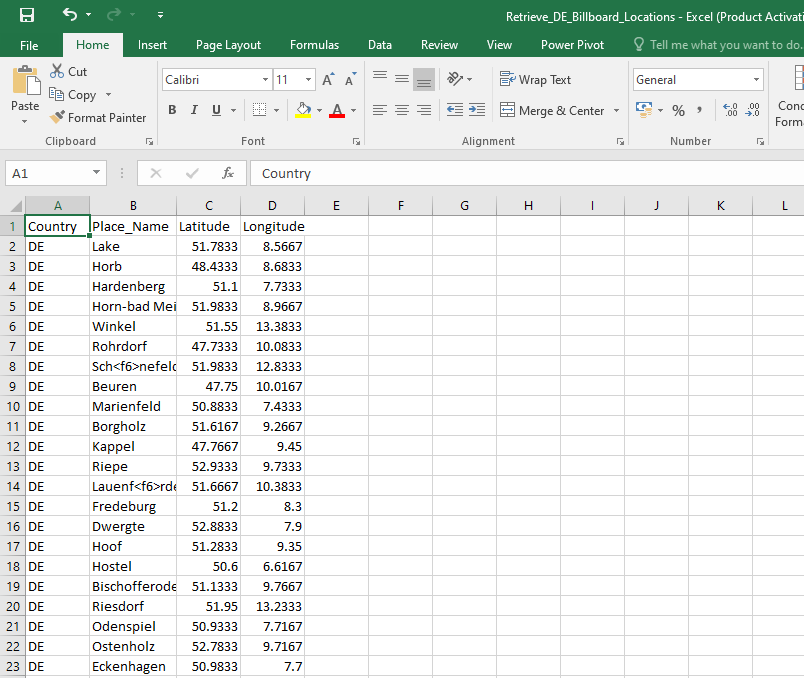 Retrieve_DE_Billboard_Locations - Excel (Product Activati
File Home Insert Page Layout Formulas Data Review View Power Pivot Tell me what you want to do.
Cut
Copy
Format Painter
Paste
Calibri 11
B I U A
Wrap Text
Merge & Center
General
% ,
Conc
Forma
Clipboard Font Alignment Number
A1 fx Country
A B C D E F G H I J K L
1 Country Place_Name Latitude Longitude
2 DE Lake 51.7833 8.5667
3 DE Horb 48.4333 8.6833
4 DE Hardenberg 51.1 7.7333
5 DE Horn-bad Mei 51.9833 8.9667
6 DE Winkel 51.55 13.3833
7 DE Rohrdorf 47.7333 10.0833
8 DE Sch<f6>nefeld 51.9833 12.8333
9 DE Beuren 47.75 10.0167
10 DE Marienfeld 50.8833 7.4333
11 DE Borgholz 51.6167 9.2667
12 DE Kappel 47.7667 9.45
13 DE Riepe 52.9333 9.7333
14 DE Lauenf<f6>rde 51.6667 10.3833
15 DE Fredeburg 51.2 8.3
16 DE Dwergte 52.8833 7.9
17 DE Hoof 51.2833 9.35
18 DE Hostel 50.6 6.6167
19 DE Bischofferode 51.1333 9.7667
20 DE Riesdorf 51.95 13.2333
21 DE Odenspiel 50.9333 7.7167
22 DE Ostenholz 52.7833 9.7167
23 DE Eckenhagen 50.9833 7.7